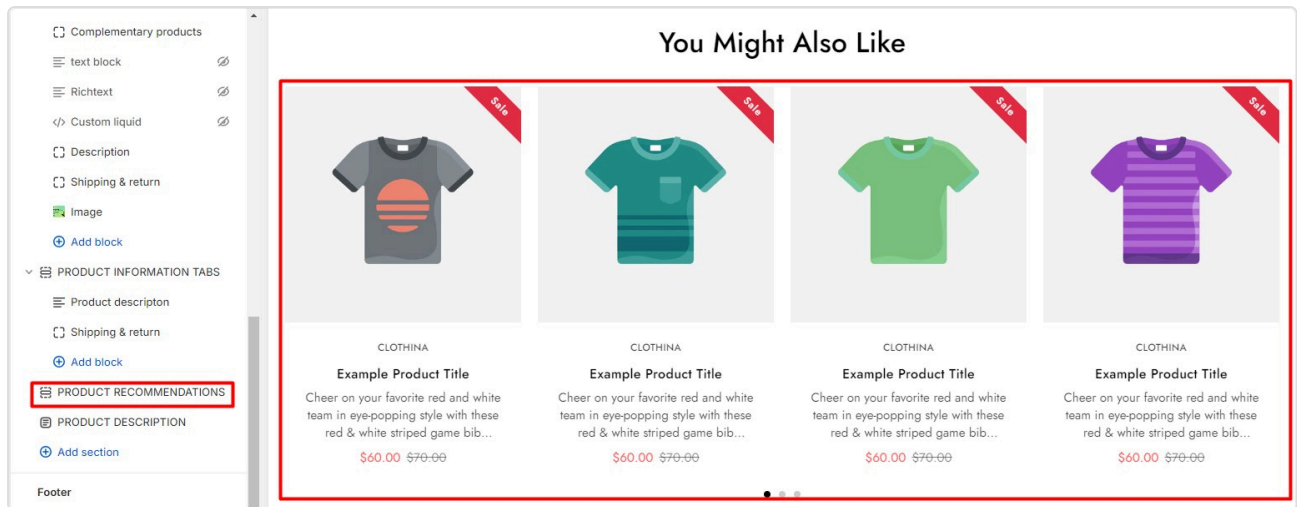 Complementary products
text block
Richtext
</> Custom liquid
Description
Shipping & return
Image
Add block
PRODUCT INFORMATION TABS
Product descripton
Shipping & return
Add block
PRODUCT RECOMMENDATIONS
PRODUCT DESCRIPTION
Add section
Footer
You Might Also Like
Sale
Sale
Sale
Sale
CLOTHINA
Example Product Title
Cheer on your favorite red and white
team in eye-popping style with these
red & white striped game bib...
$60.00 $70.00
CLOTHINA
Example Product Title
Cheer on your favorite red and white
team in eye-popping style with these
red & white striped game bib...
$60.00 $70.00
CLOTHINA
Example Product Title
Cheer on your favorite red and white
team in eye-popping style with these
red & white striped game bib...
$60.00 $70.00
CLOTHINA
Example Product Title
Cheer on your favorite red and white
team in eye-popping style with these
red & white striped game bib...
$60.00 $70.00